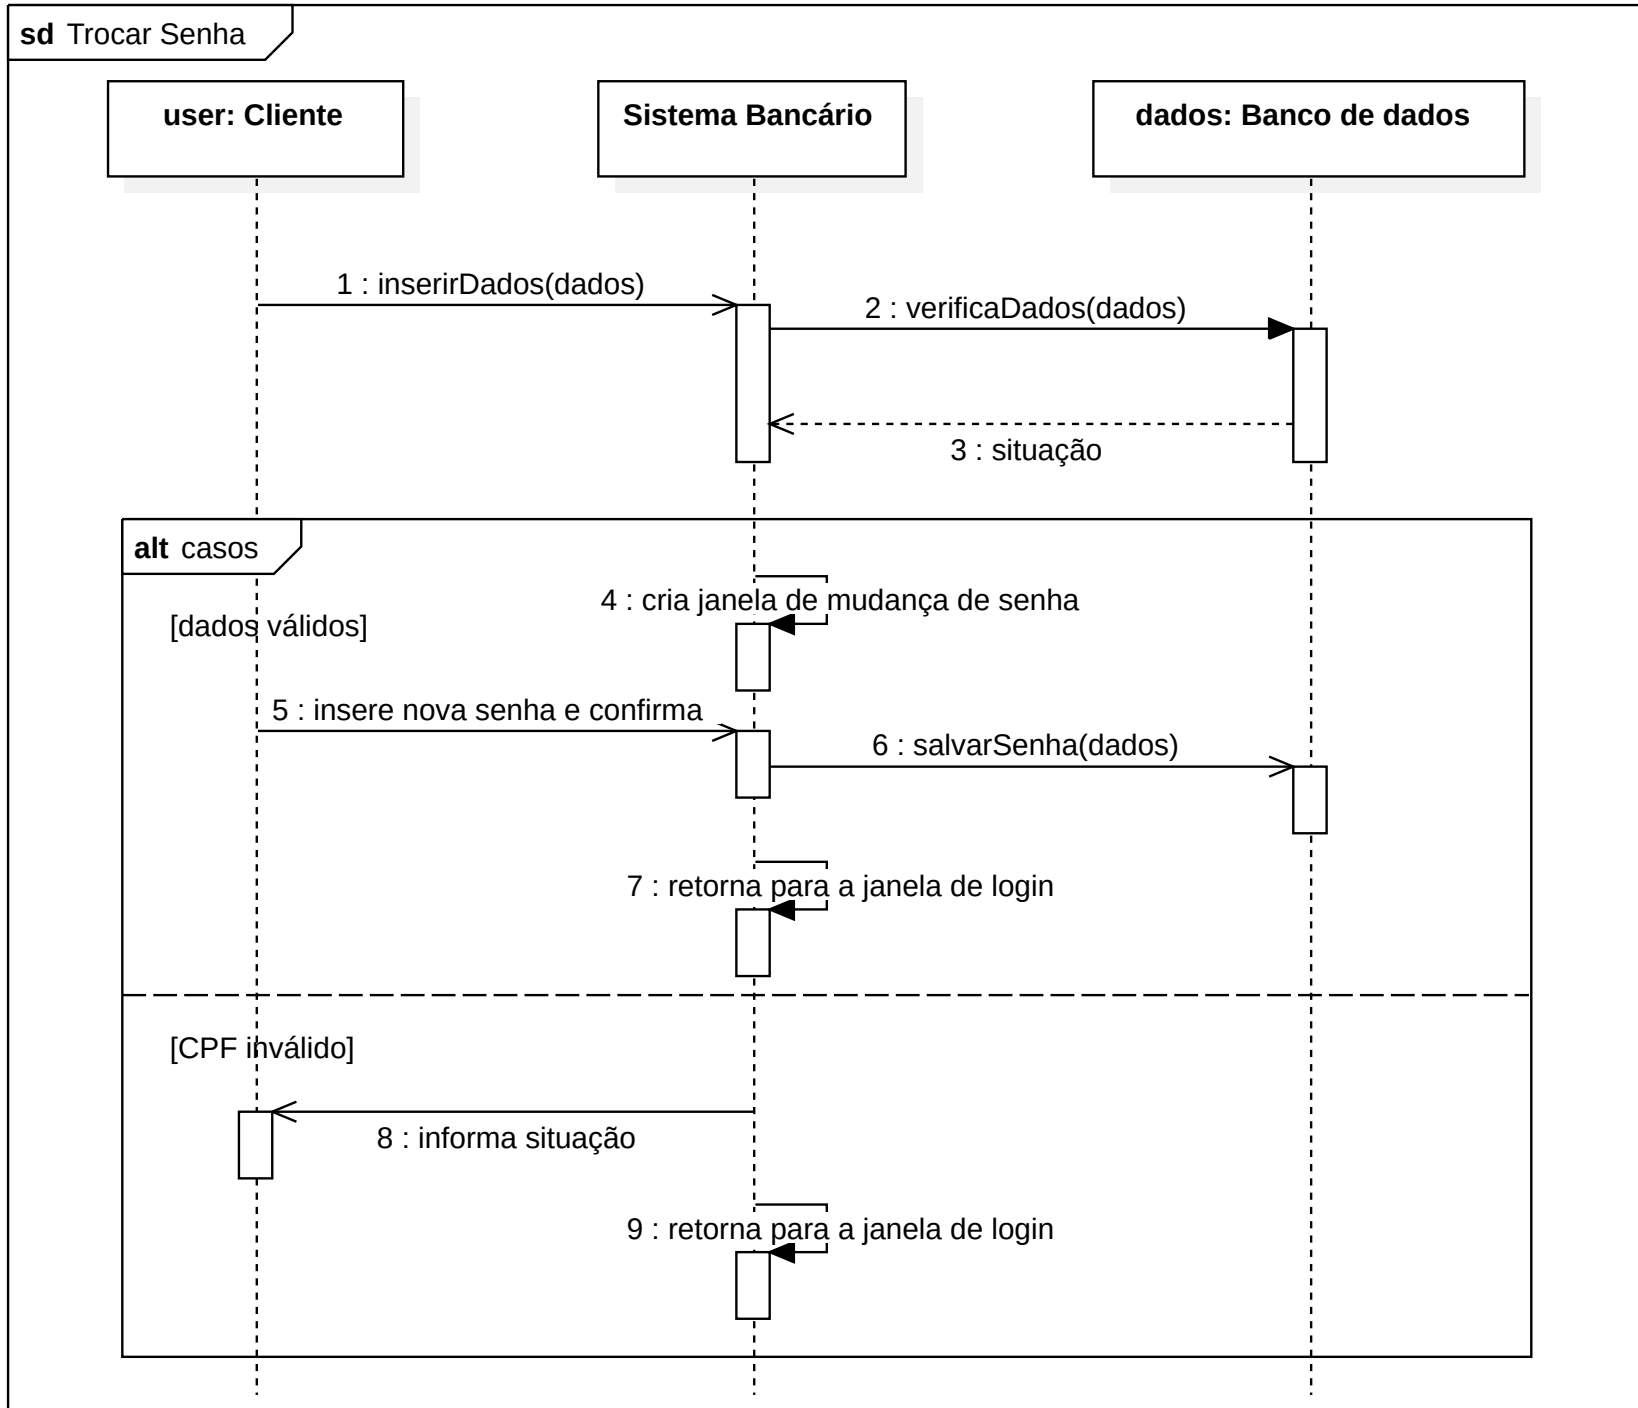 sd Trocar Senha
user: Cliente
Sistema Bancário
dados: Banco de dados
1 : inserirDados(dados)
2 : verificaDados(dados)
3 : situação
alt casos
4 : cria janela de mudança de senha
[dados válidos]
5 : insere nova senha e confirma
6 : salvarSenha(dados)
7 : retorna para a janela de login
[CPF inválido]
8 : informa situação
9 : retorna para a janela de login